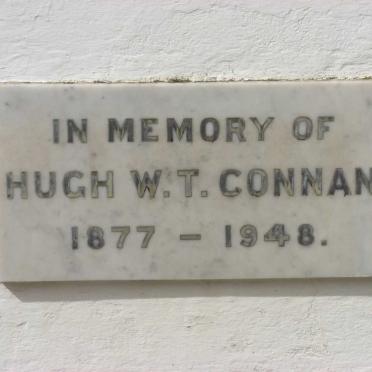 IN MEMORY OF
HUGH W.T. CONNAN
1877 – 1948.